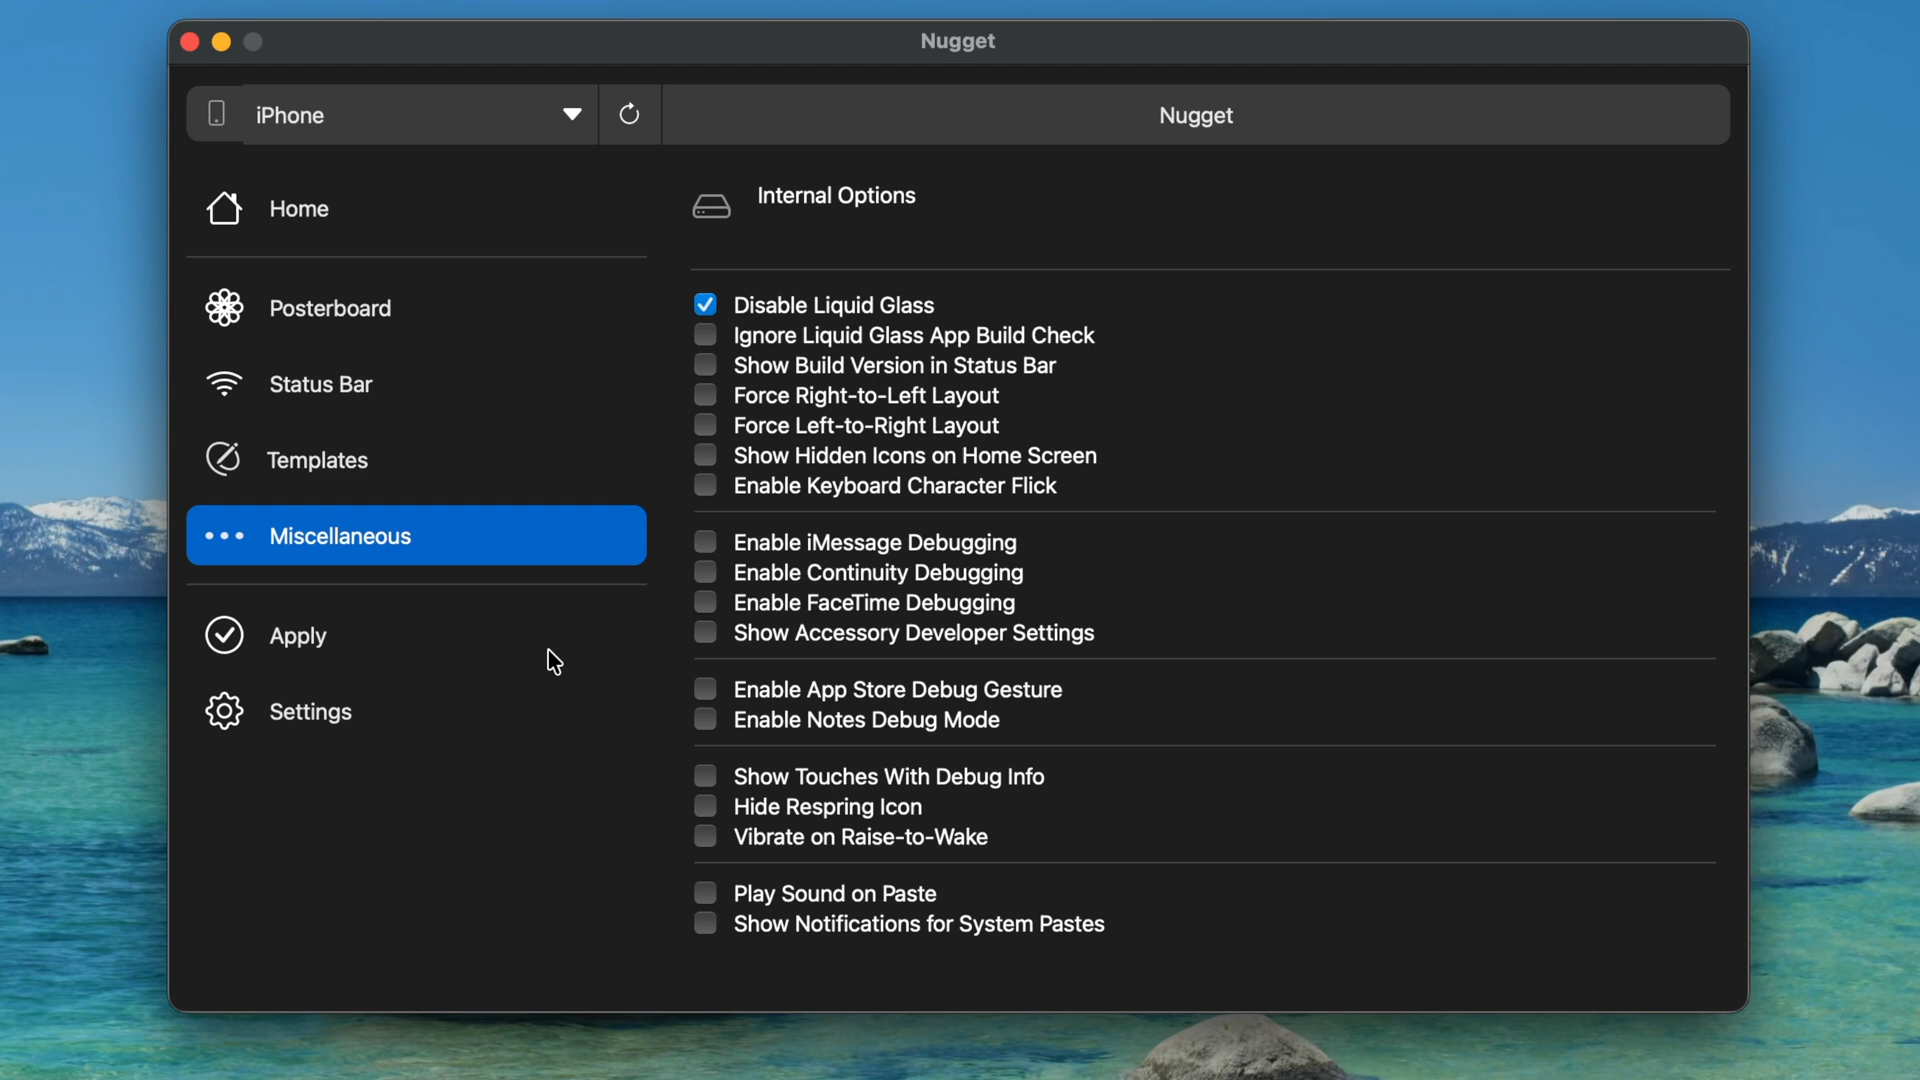 Nugget
iPhone
Nugget
Home
Posterboard
Status Bar
Templates
Miscellaneous
Apply
Settings
Internal Options
Disable Liquid Glass
Ignore Liquid Glass App Build Check
Show Build Version in Status Bar
Force Right-to-Left Layout
Force Left-to-Right Layout
Show Hidden Icons on Home Screen
Enable Keyboard Character Flick
Enable iMessage Debugging
Enable Continuity Debugging
Enable FaceTime Debugging
Show Accessory Developer Settings
Enable App Store Debug Gesture
Enable Notes Debug Mode
Show Touches With Debug Info
Hide Respring Icon
Vibrate on Raise-to-Wake
Play Sound on Paste
Show Notifications for System Pastes